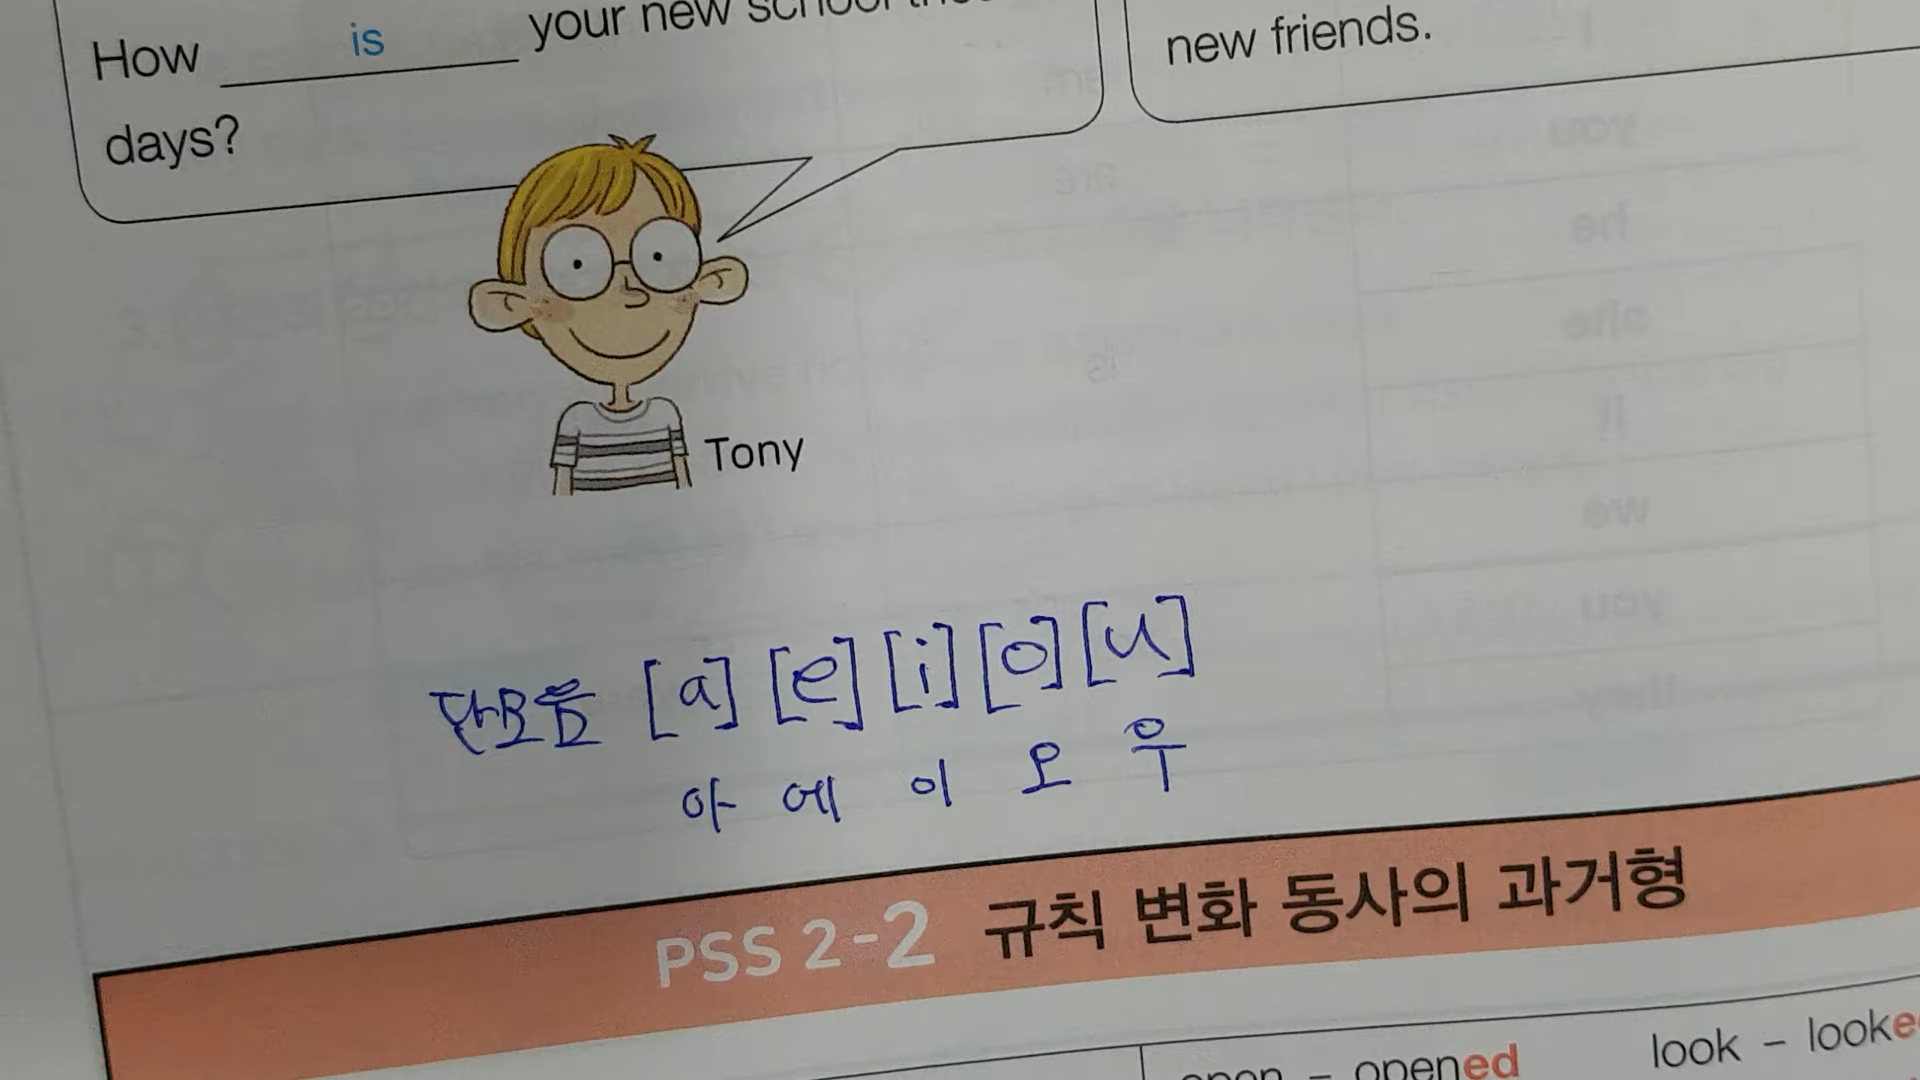 How is your new school
days?
new friends.
Tony
단모음 [a] [e] [i] [o] [u]
아 에 이 오 우
PSS 2-2 규칙 변화 동사의 과거형
– opened
look – looke